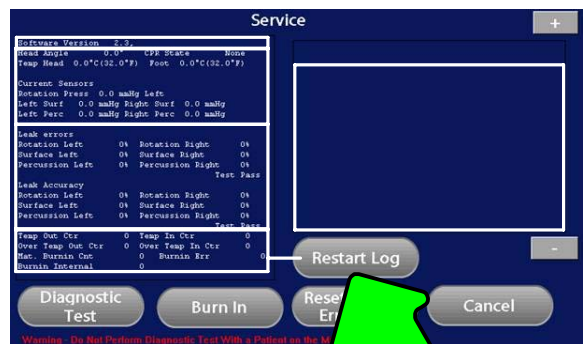 Service
+
Software Version 2.3,
Head Angle 0.0° CPR State None
Temp Head 0.0°C(32.0°F) Foot 0.0°C(32.0°F)
Current Sensors
Rotation Press 0.0 mmHg Left
Left Surf 0.0 mmHg Right Surf 0.0 mmHg
Left Perc 0.0 mmHg Right Perc 0.0 mmHg
Leak errors
Rotation Left 0% Rotation Right 0%
Surface Left 0% Surface Right 0%
Percussion Left 0% Percussion Right 0%
Test Pass
Leak Accuracy
Rotation Left 0% Rotation Right 0%
Surface Left 0% Surface Right 0%
Percussion Left 0% Percussion Right 0%
Test Pass
Temp Out Ctr 0 Temp In Ctr 0
Over Temp Out Ctr 0 Over Temp In Ctr 0
Mat. Burnin Cnt 0 Burnin Err 0
Burnin Internal 0
-
Restart Log
Diagnostic
Test
Burn In
Cancel
Warning - Do Not Perform Diagnostic Test With a Patient on the